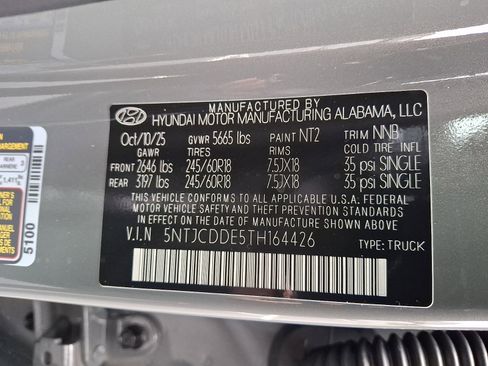 MANUFACTURED BY
HYUNDAI MOTOR MANUFACTURING ALABAMA, LLC
Oct/10/25 GVWR 5665 lbs PAINT NT2 TRIM NNB
GAWR TIRES RIMS COLD TIRE INFL
FRONT 2646 lbs 245/60R18 7.5JX18 35 psi SINGLE
REAR 3197 lbs 245/60R18 7.5JX18 35 psi SINGLE
THIS VEHICLE CONFORMS TO ALL APPLICABLE U.S. FEDERAL
MOTOR VEHICLE SAFETY AND THEFT PREVENTION STANDARDS
IN EFFECT ON THE DATE OF MANUFACTURE SHOWN ABOVE.
V.I.N 5NTJCDDE5TH164426 TYPE: TRUCK
5100